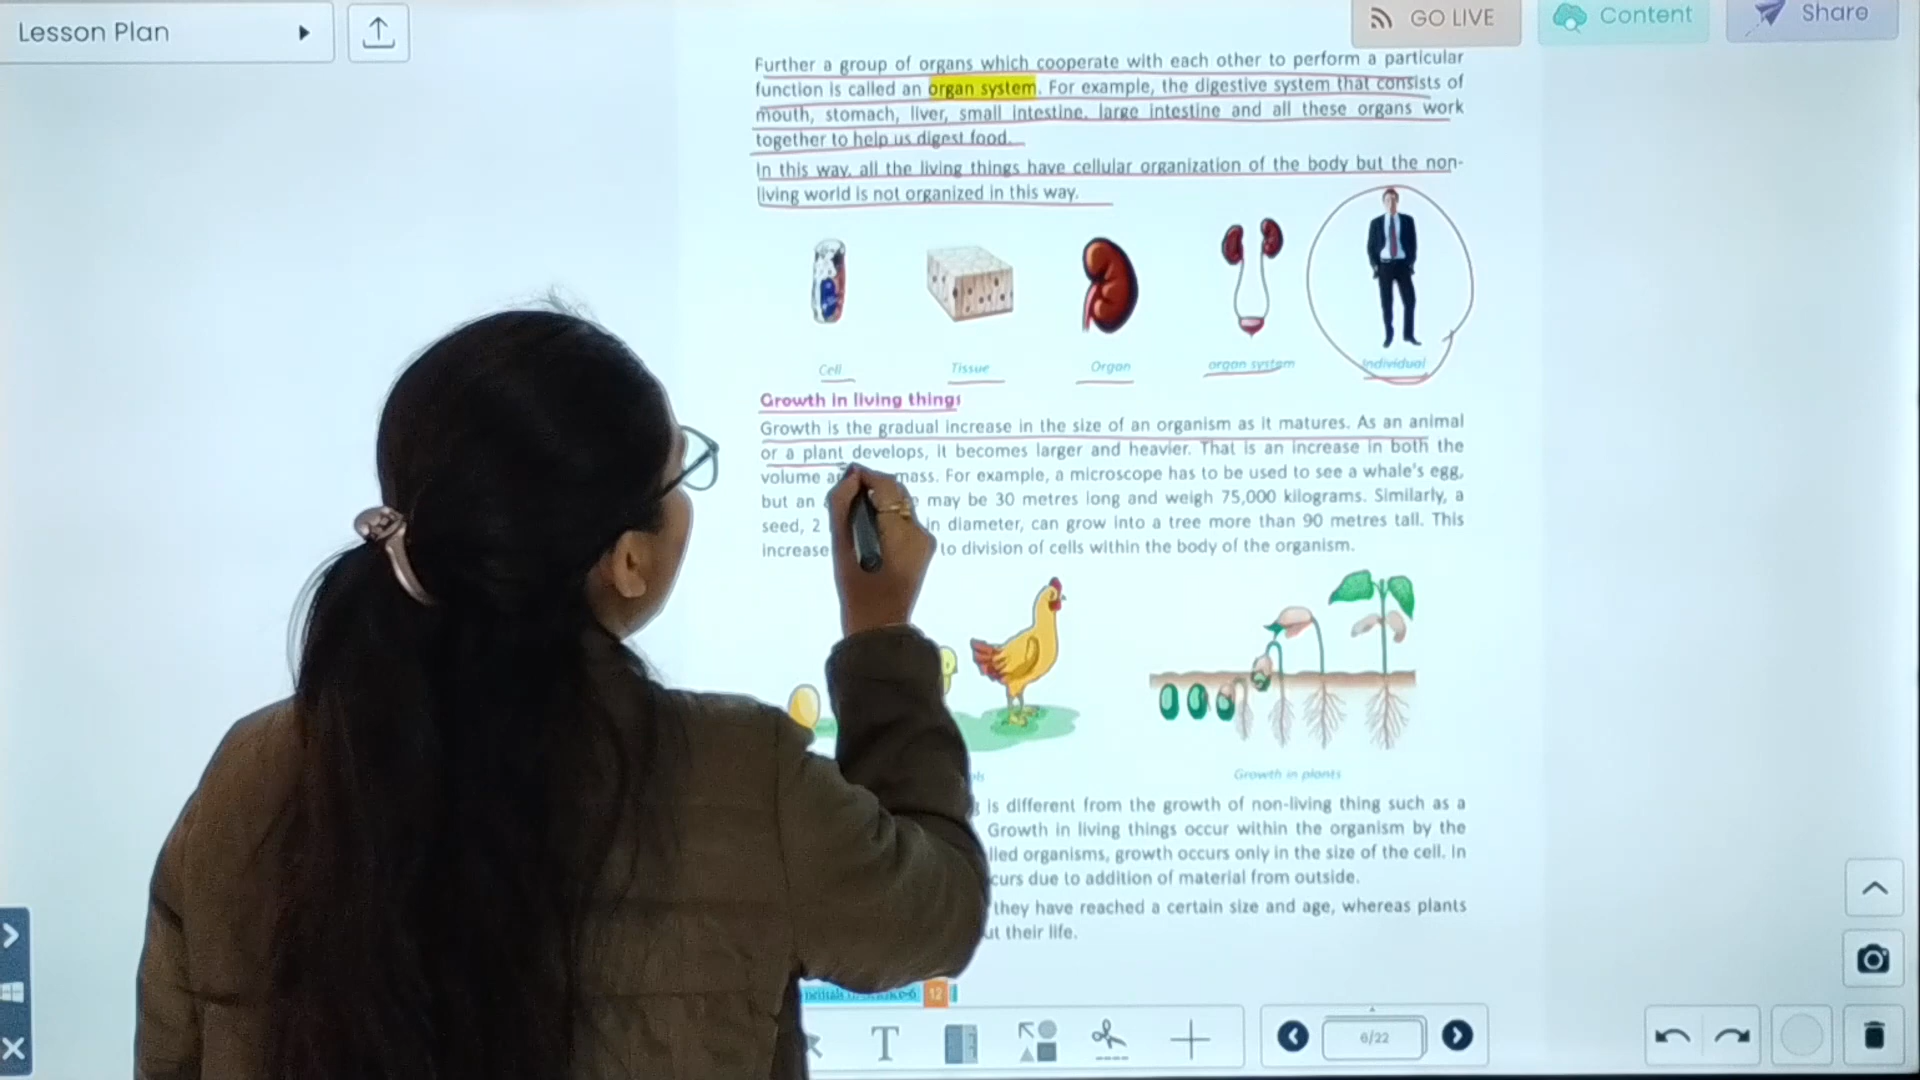 Lesson Plan
GO LIVE
Content
Share
Further a group of organs which cooperate with each other to perform a particular
function is called an organ system. For example, the digestive system that consists of
mouth, stomach, liver, small intestine, large intestine and all these organs work
together to help us digest food.
In this way, all the living things have cellular organization of the body but the non-
living world is not organized in this way.
Cell
Tissue
Organ
organ system
Individual
Growth in living things
Growth is the gradual increase in the size of an organism as it matures. As an animal
or a plant develops, it becomes larger and heavier. That is an increase in both the
volume mass. For example, a microscope has to be used to see a whale's egg,
but an may be 30 metres long and weigh 75,000 kilograms. Similarly, a
seed, 2 in diameter, can grow into a tree more than 90 metres tall. This
increase to division of cells within the body of the organism.
Growth in plants
is different from the growth of non-living thing such as a
Growth in living things occur within the organism by the
organisms, growth occurs only in the size of the cell. In
due to addition of material from outside.
they have reached a certain size and age, whereas plants
their life.
12
T
6/22